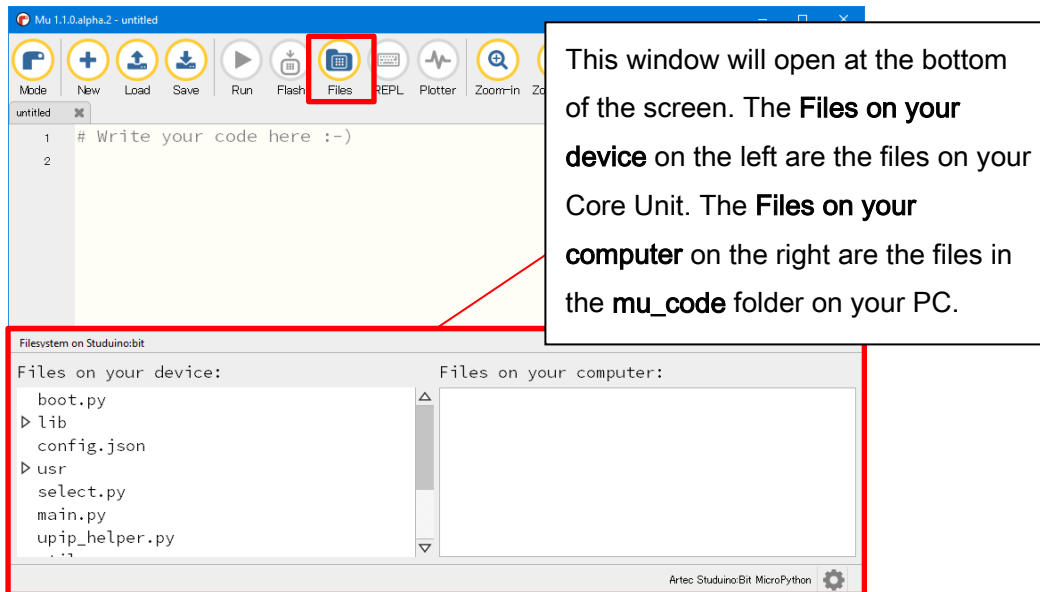 Mu 1.1.0.alpha.2 - untitled
Mode New Load Save Run Flash Files REPL Plotter Zoom-in
untitled
1 # Write your code here :-)
2
This window will open at the bottom
of the screen. The Files on your
device on the left are the files on your
Core Unit. The Files on your
computer on the right are the files in
the mu_code folder on your PC.
Filesystem on Studuino:bit
Files on your device:
boot.py
lib
config.json
usr
select.py
main.py
upip_helper.py
Files on your computer:
Artec Studuino:Bit MicroPython